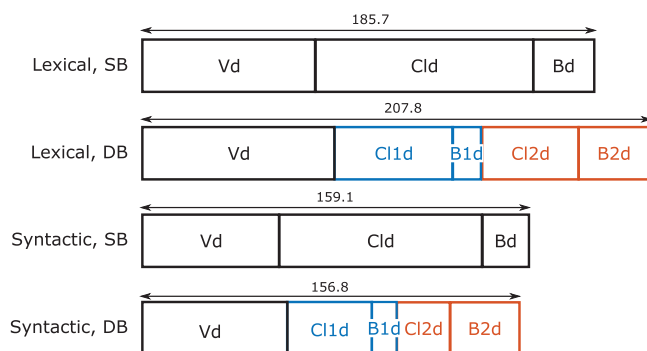 185.7
Lexical, SB Vd Cld Bd
207.8
Lexical, DB Vd Cl1d B1d Cl2d B2d
159.1
Syntactic, SB Vd Cld Bd
156.8
Syntactic, DB Vd Cl1d B1d Cl2d B2d